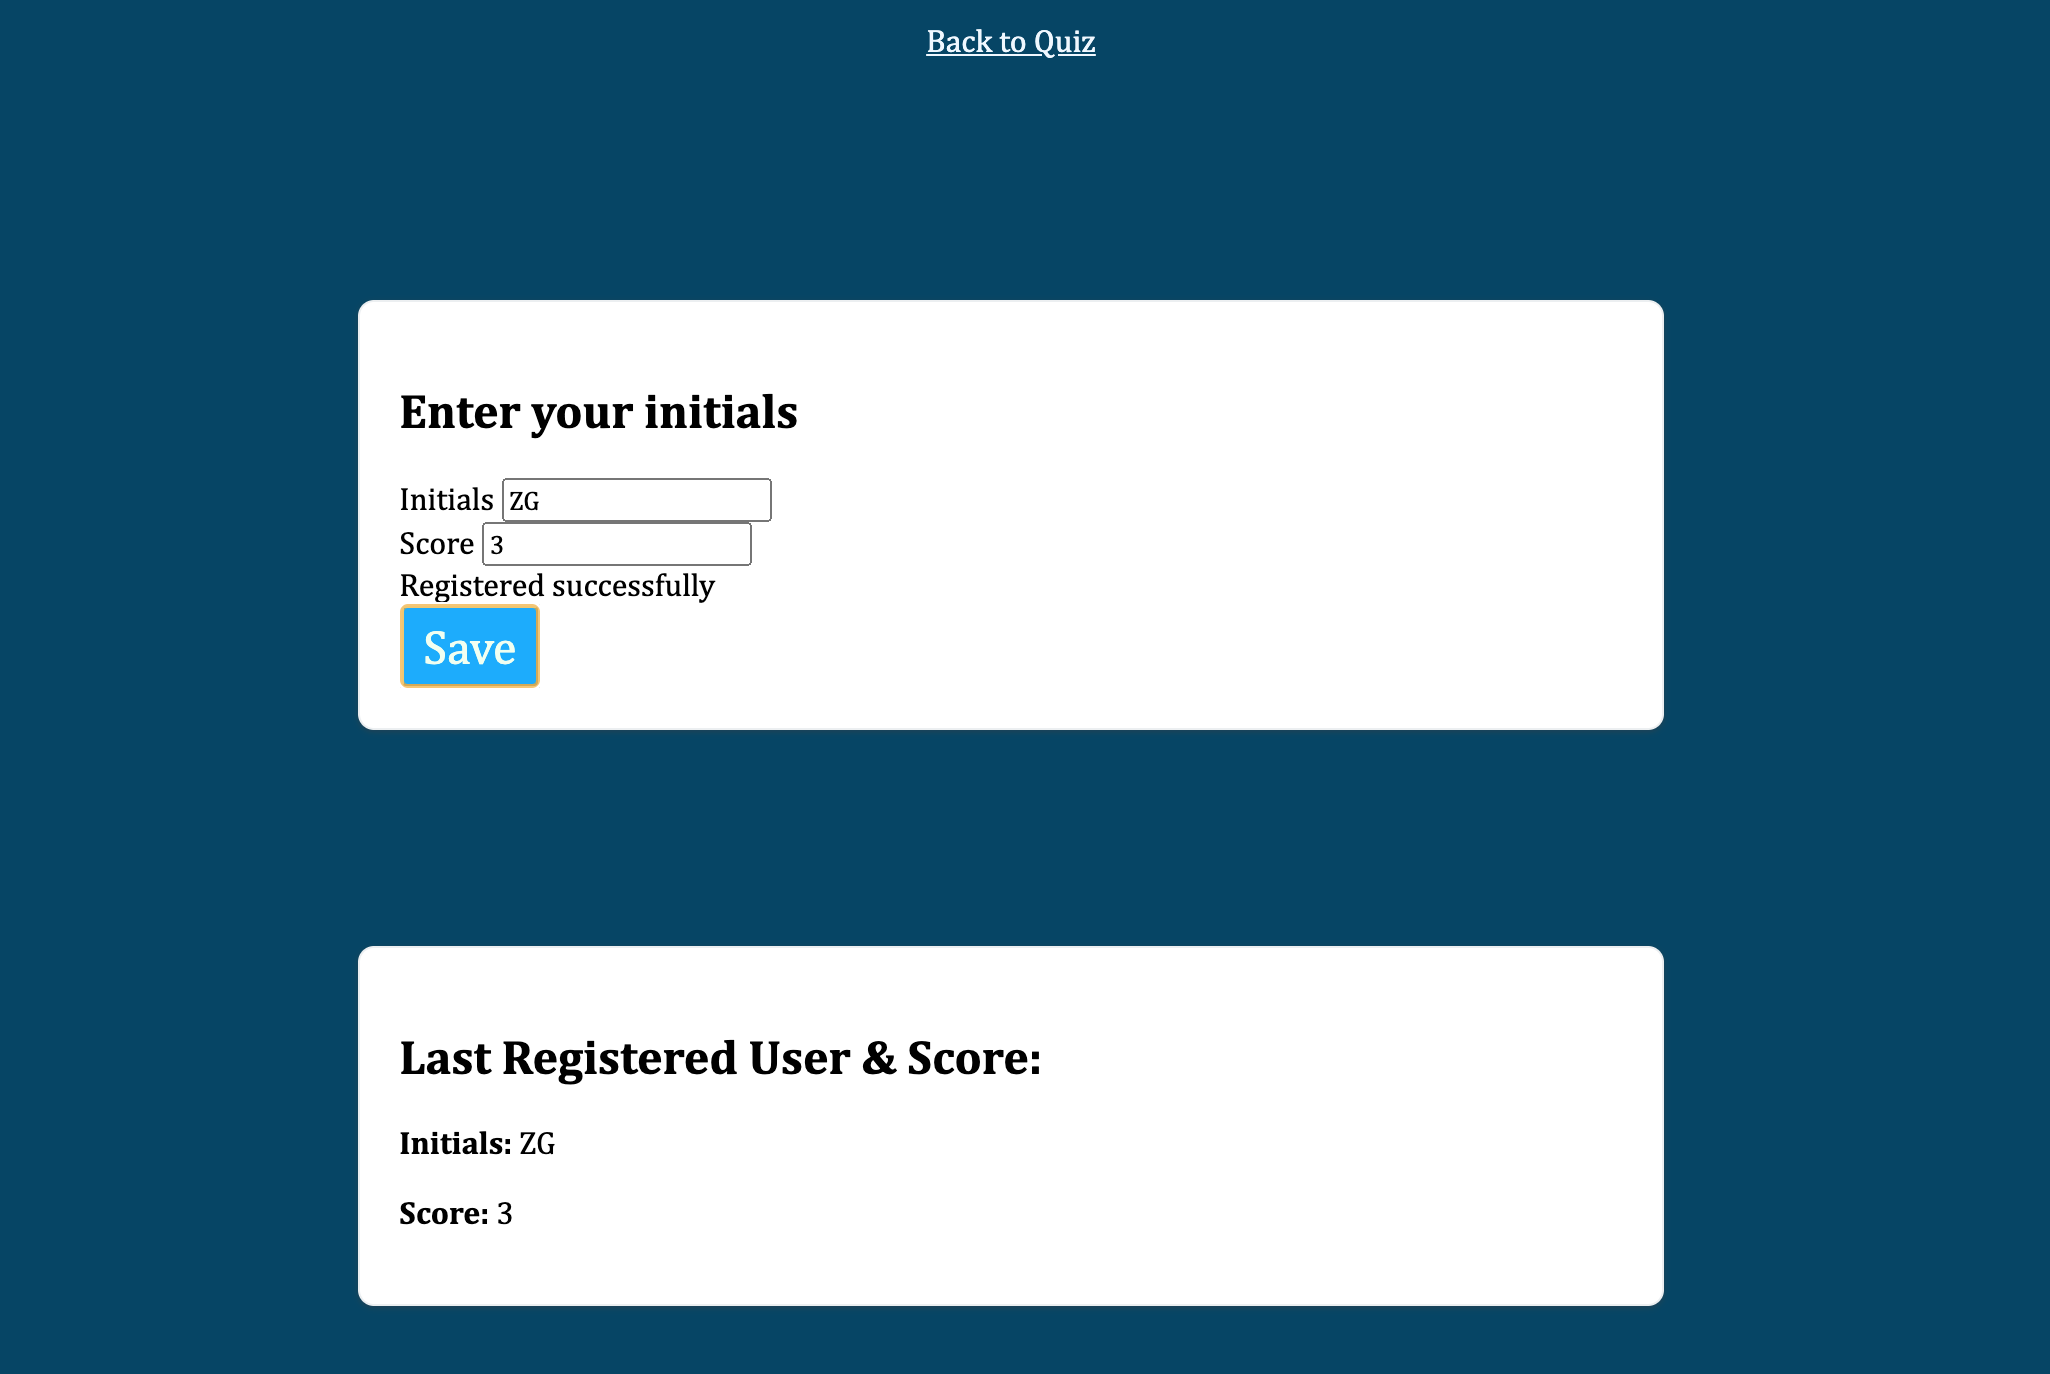 Back to Quiz
Enter your initials
Initials ZG
Score 3
Registered successfully
Save
Last Registered User & Score:
Initials: ZG
Score: 3